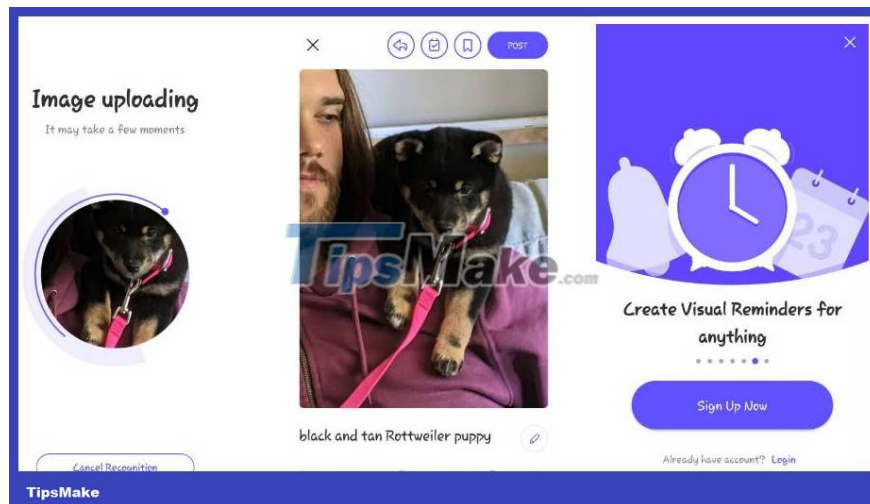 Image uploading
It may take a few moments
Cancel Recognition
POST
TipsMake.com
black and tan Rottweiler puppy
23
Create Visual Reminders for
anything
Sign Up Now
Already have account? Login
TipsMake